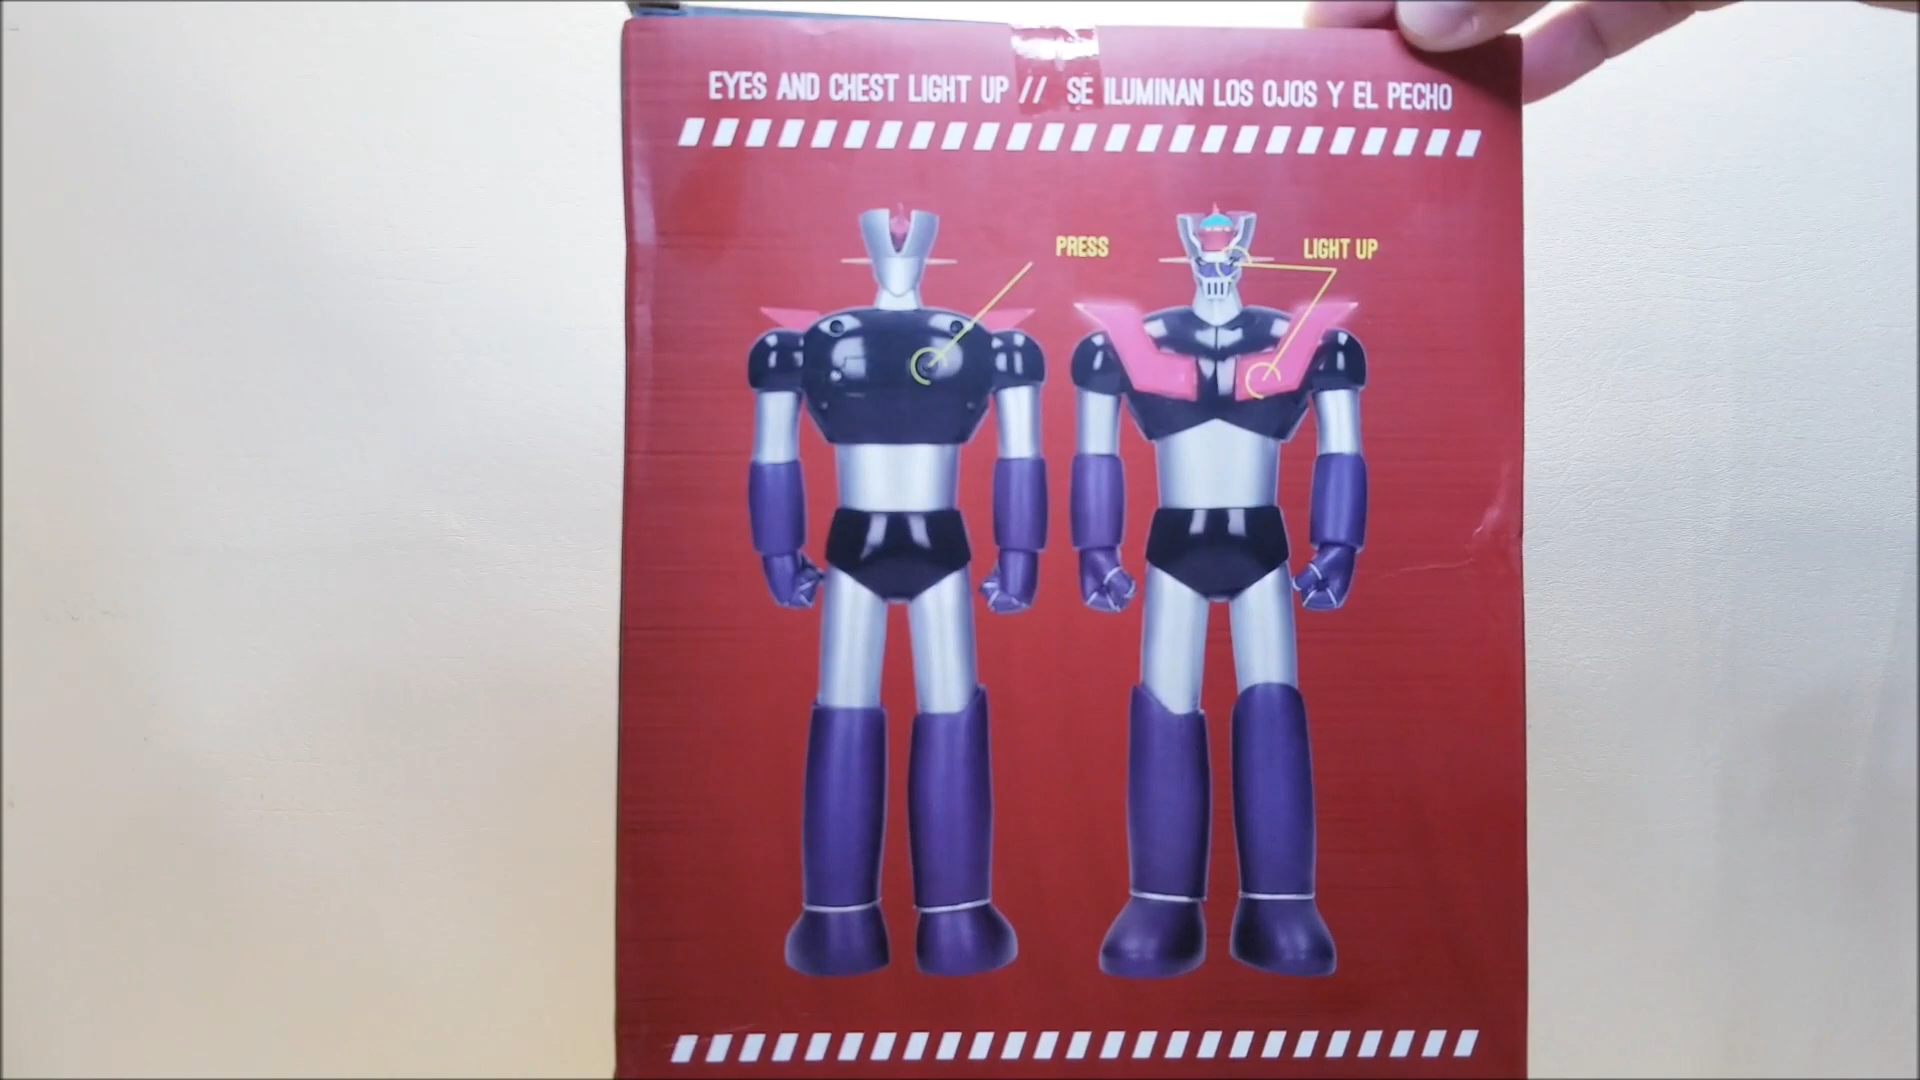 EYES AND CHEST LIGHT UP // SE ILUMINAN LOS OJOS Y EL PECHO
PRESS
LIGHT UP